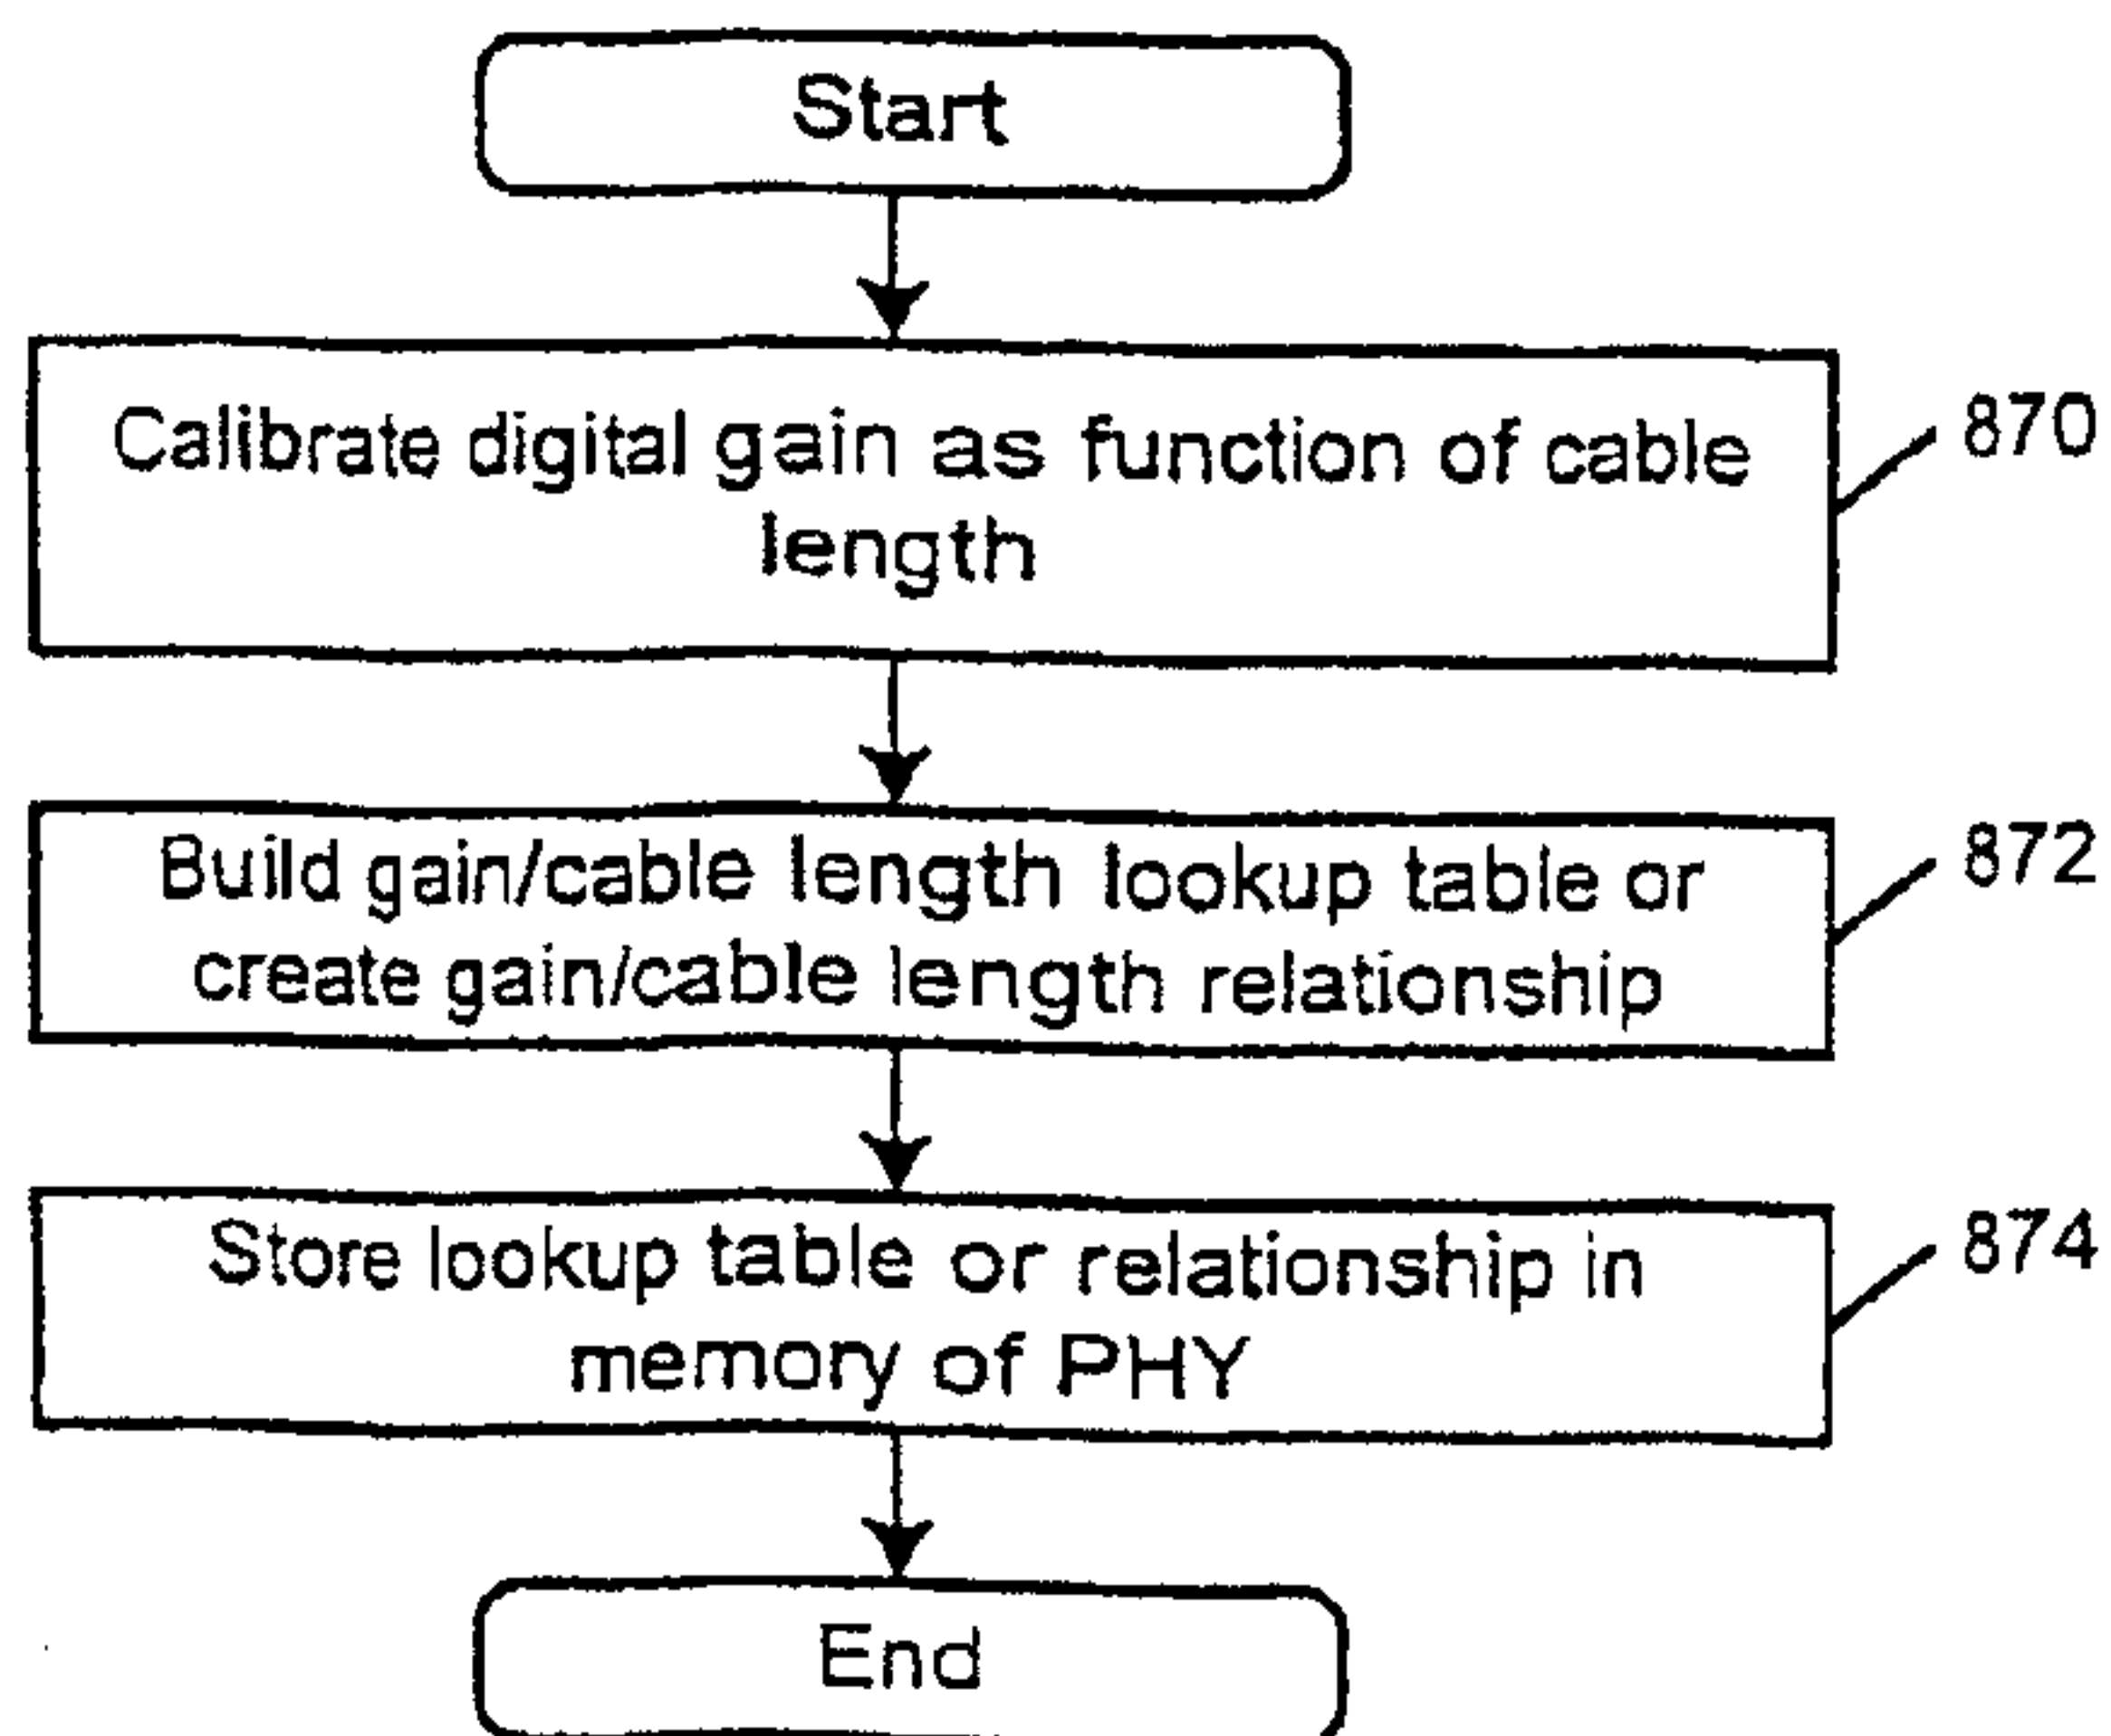 Start
Calibrate digital gain as function of cable
length
870
Build gain/cable length lookup table or
create gain/cable length relationship
872
Store lookup table or relationship in
memory of PHY
874
End